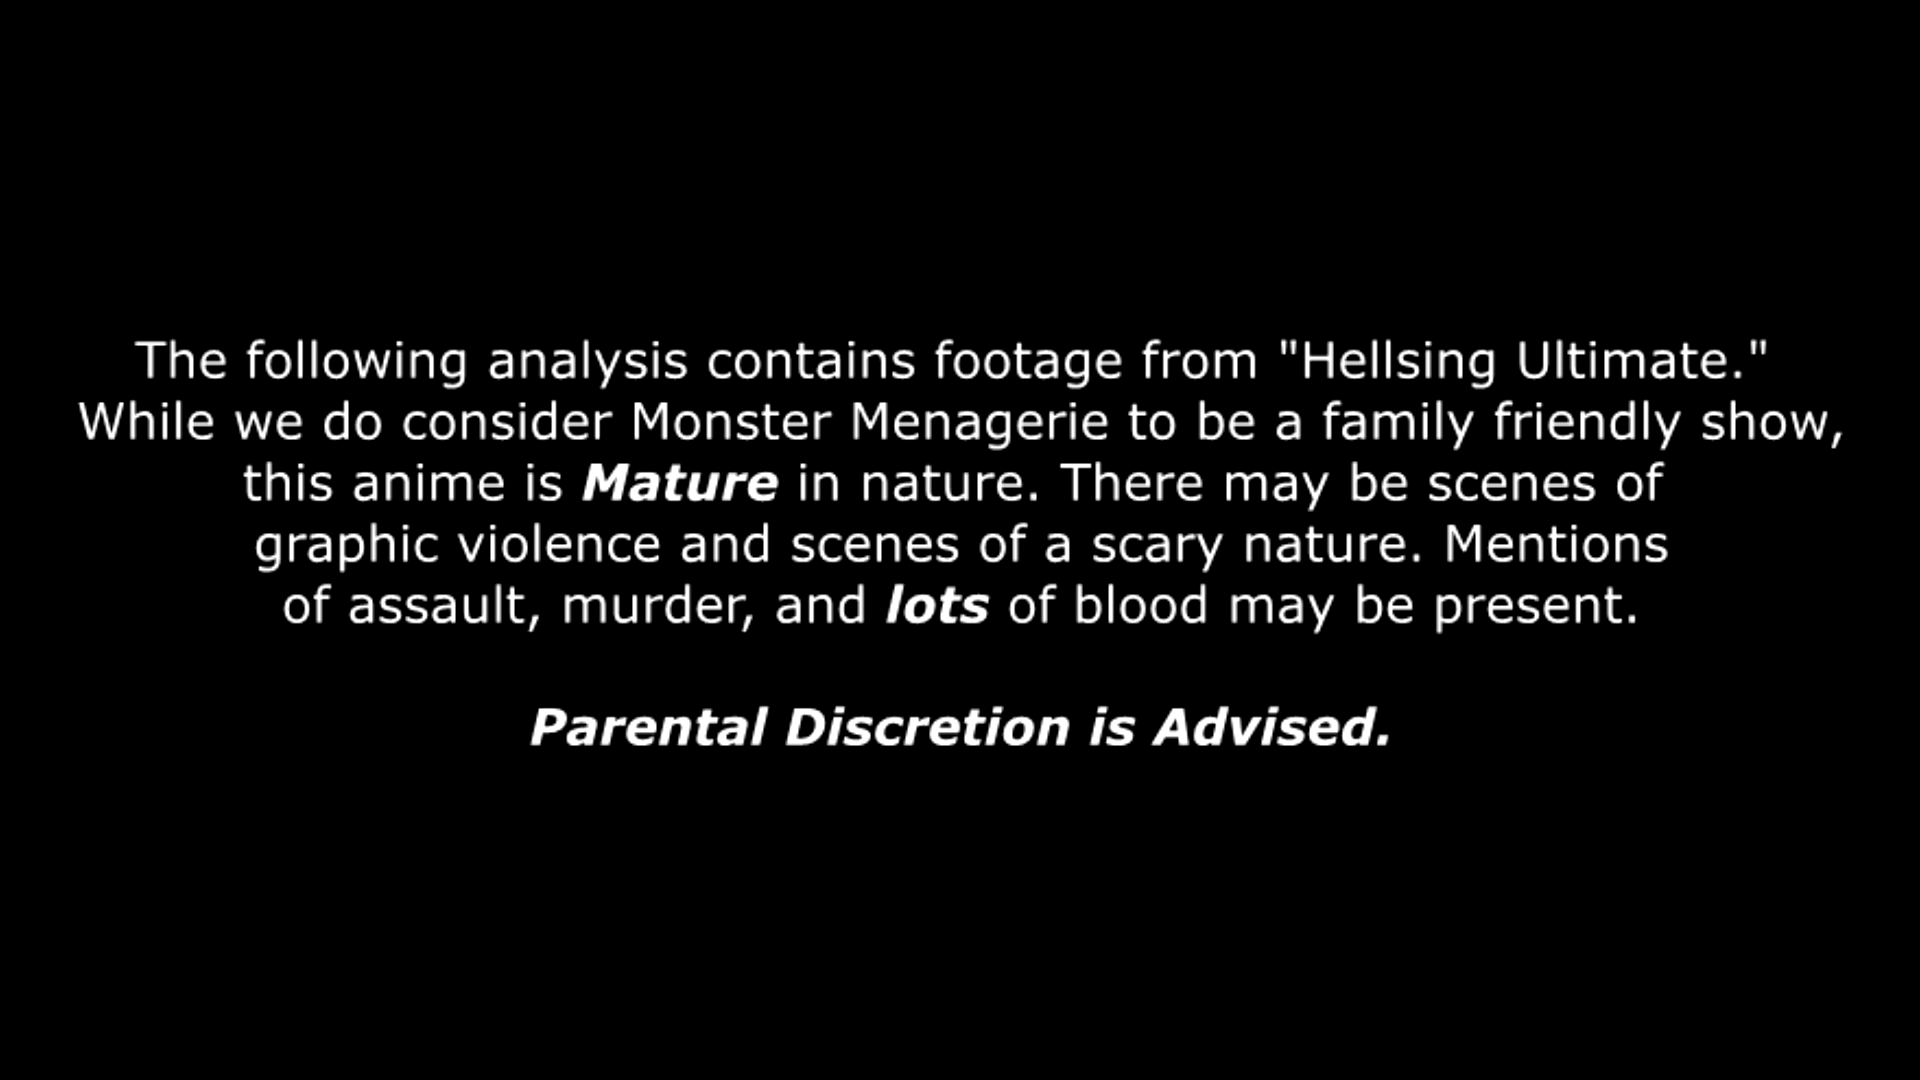 The following analysis contains footage from "Hellsing Ultimate."
While we do consider Monster Menagerie to be a family friendly show,
this anime is Mature in nature. There may be scenes of
graphic violence and scenes of a scary nature. Mentions
of assault, murder, and lots of blood may be present.
Parental Discretion is Advised.